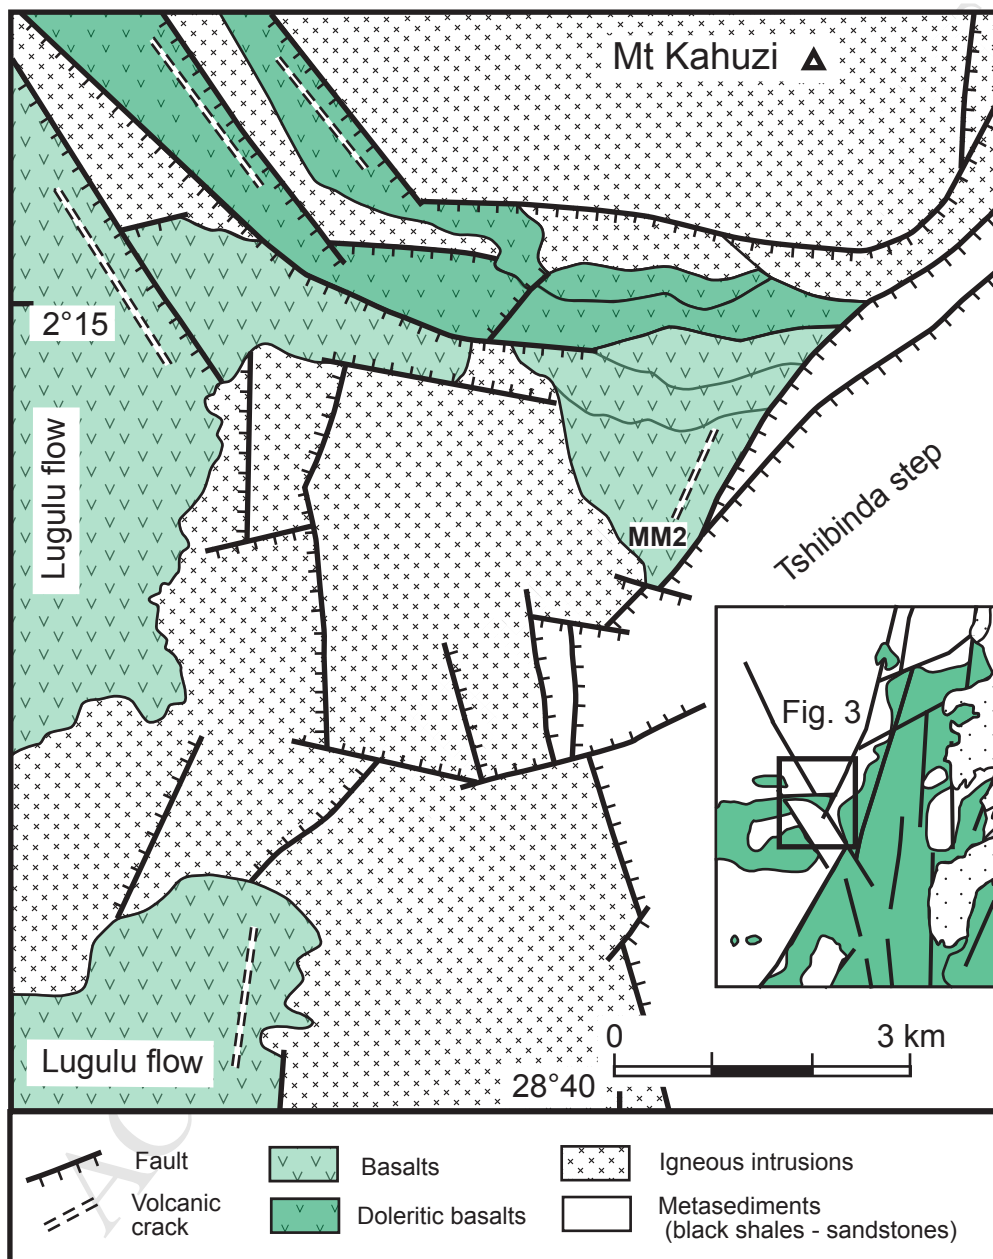 Mt Kahuzi
2°15
Lugulu flow
MM2
Tshibinda step
Fig. 3
Lugulu flow
0 3 km
28°40
Fault
Volcanic
crack
Basalts
Doleritic basalts
Igneous intrusions
Metasediments
(black shales - sandstones)
AC